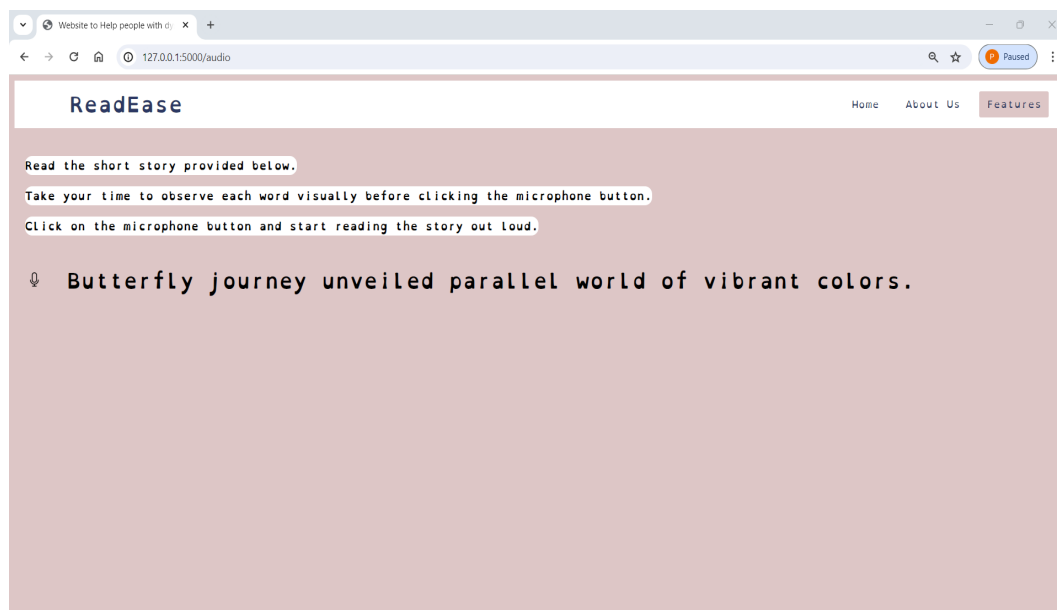 Website to Help people with dy
127.0.0.1:5000/audio
P Paused
ReadEase
Home About Us Features
Read the short story provided below.
Take your time to observe each word visually before clicking the microphone button.
Click on the microphone button and start reading the story out loud.
Butterfly journey unveiled parallel world of vibrant colors.